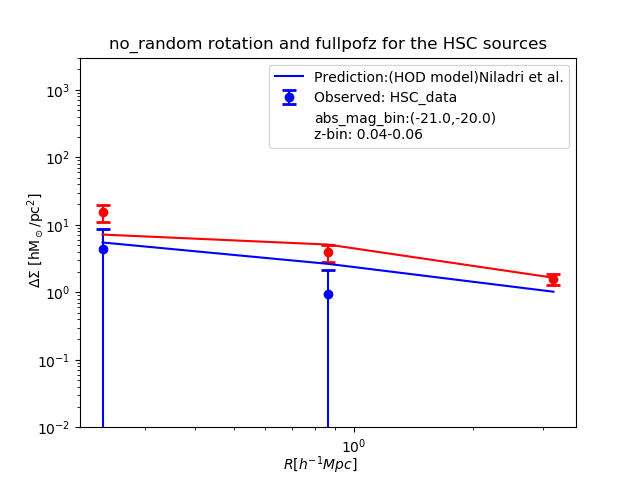 no_random rotation and fullpofz for the HSC sources
Prediction:(HOD model)Niladri et al.
Observed: HSC_data
abs_mag_bin:(-21.0,-20.0)
z-bin: 0.04-0.06
ΔΣ [hM⊙/pc²]
10³
10²
10¹
10⁰
10⁻¹
10⁻²
10⁰
R[h⁻¹Mpc]